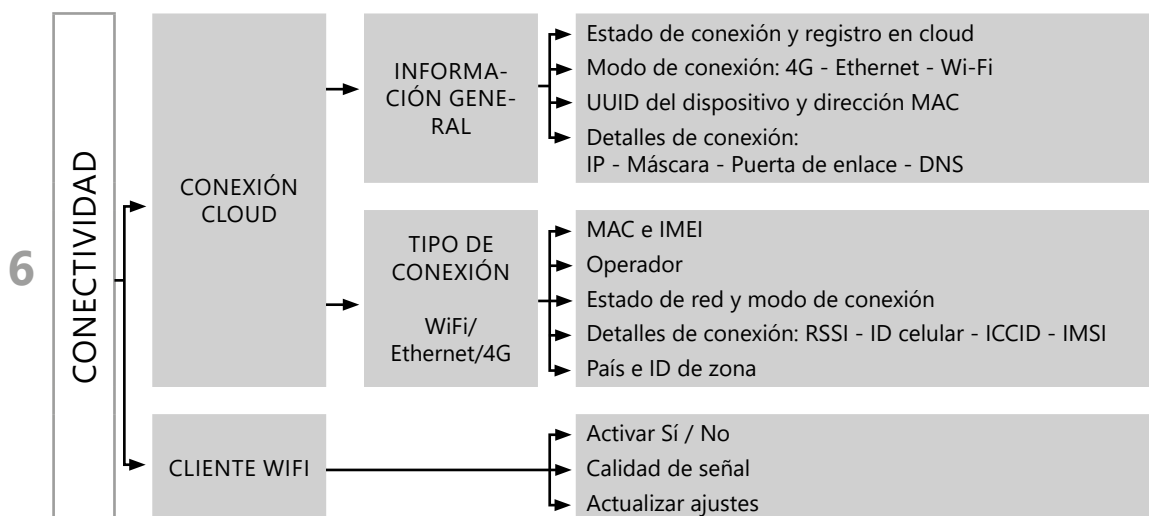 6
CONECTIVIDAD
CONEXIÓN
CLOUD
INFORMA-
CIÓN GENE-
RAL
Estado de conexión y registro en cloud
Modo de conexión: 4G - Ethernet - Wi-Fi
UUID del dispositivo y dirección MAC
Detalles de conexión:
IP - Máscara - Puerta de enlace - DNS
TIPO DE
CONEXIÓN
WiFi/
Ethernet/4G
MAC e IMEI
Operador
Estado de red y modo de conexión
Detalles de conexión: RSSI - ID celular - ICCID - IMSI
País e ID de zona
CLIENTE WIFI
Activar Sí / No
Calidad de señal
Actualizar ajustes